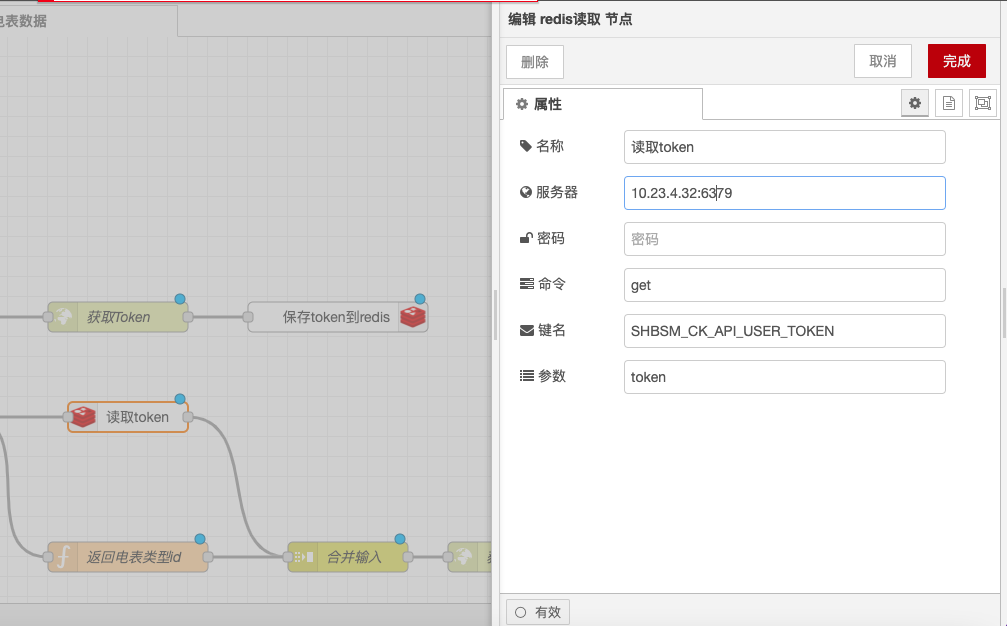 电表数据
获取Token
保存token到redis
读取token
返回电表类型id
合并输入
编辑 redis读取 节点
删除
取消
完成
属性
名称
读取token
服务器
10.23.4.32:6379
密码
密码
命令
get
键名
SHBSM_CK_API_USER_TOKEN
参数
token
有效